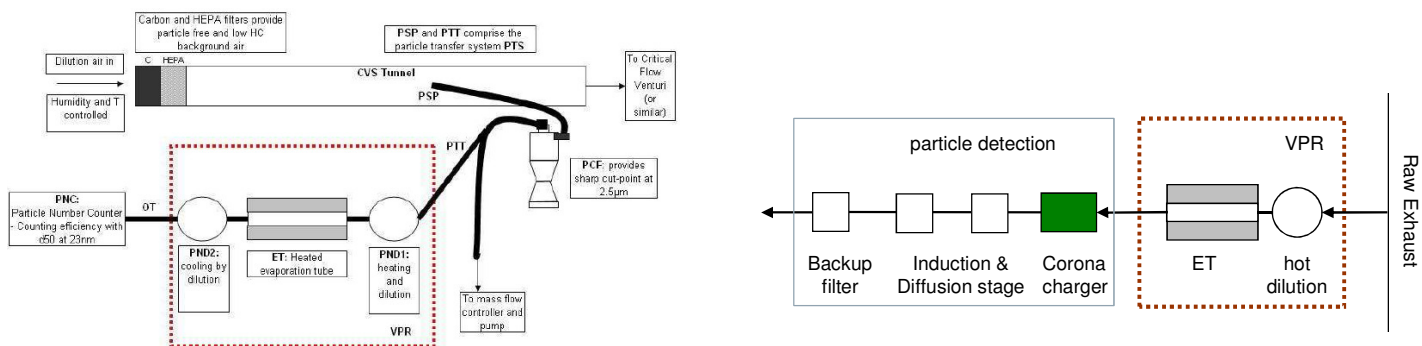 Carbon and HEPA filters provide
particle free and low HC
background air
PSP and PTT comprise the
particle transfer system PTS
Dilution air in
C HEPA
CVS Tunnel
To Critical
Flow
Venturi
(or
similar)
Humidity and T
controlled
PSP
PTT
PCF: provides
sharp cut-point at
2.5µm
PNC:
Particle Number Counter
- Counting efficiency with
d50 at 23nm
OT
PND2:
cooling by
dilution
ET: Heated
evaporation tube
PND1:
heating
and
dilution
To mass flow
controller and
pump
VPR
particle detection
VPR
Raw Exhaust
Backup
filter
Induction &
Diffusion stage
Corona
charger
ET
hot
dilution